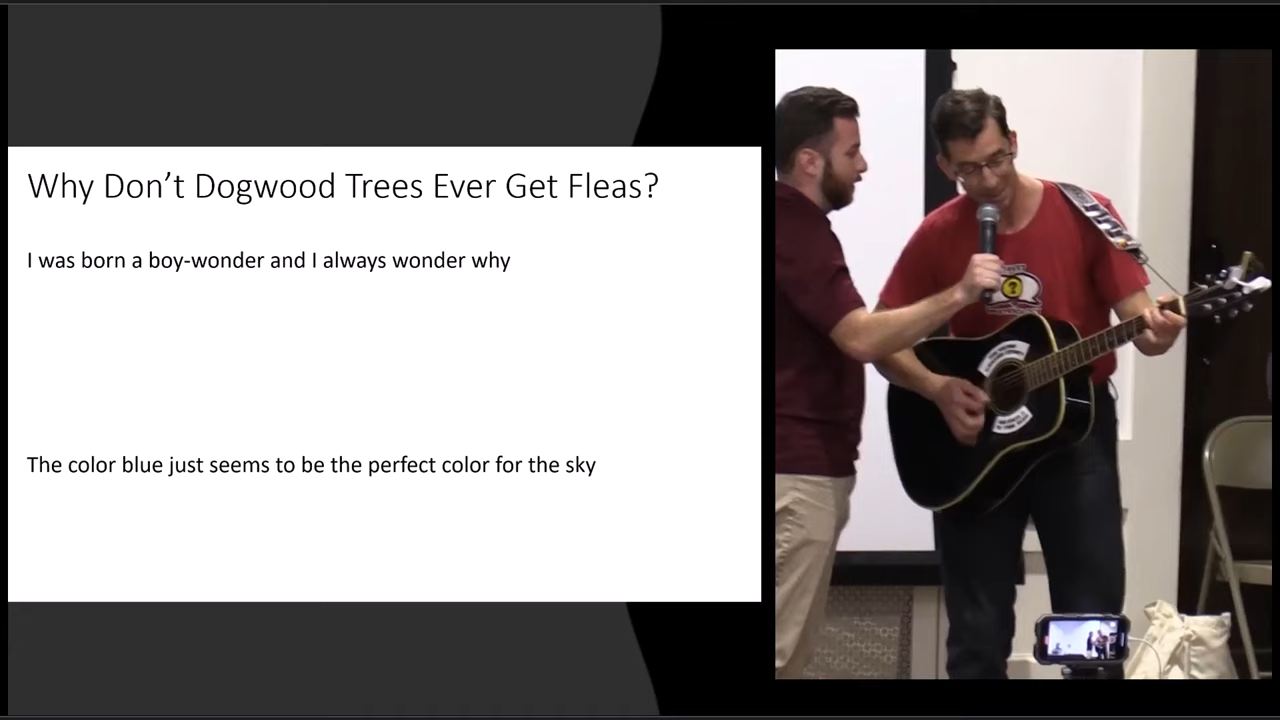 Why Don't Dogwood Trees Ever Get Fleas?
I was born a boy-wonder and I always wonder why
The color blue just seems to be the perfect color for the sky
?